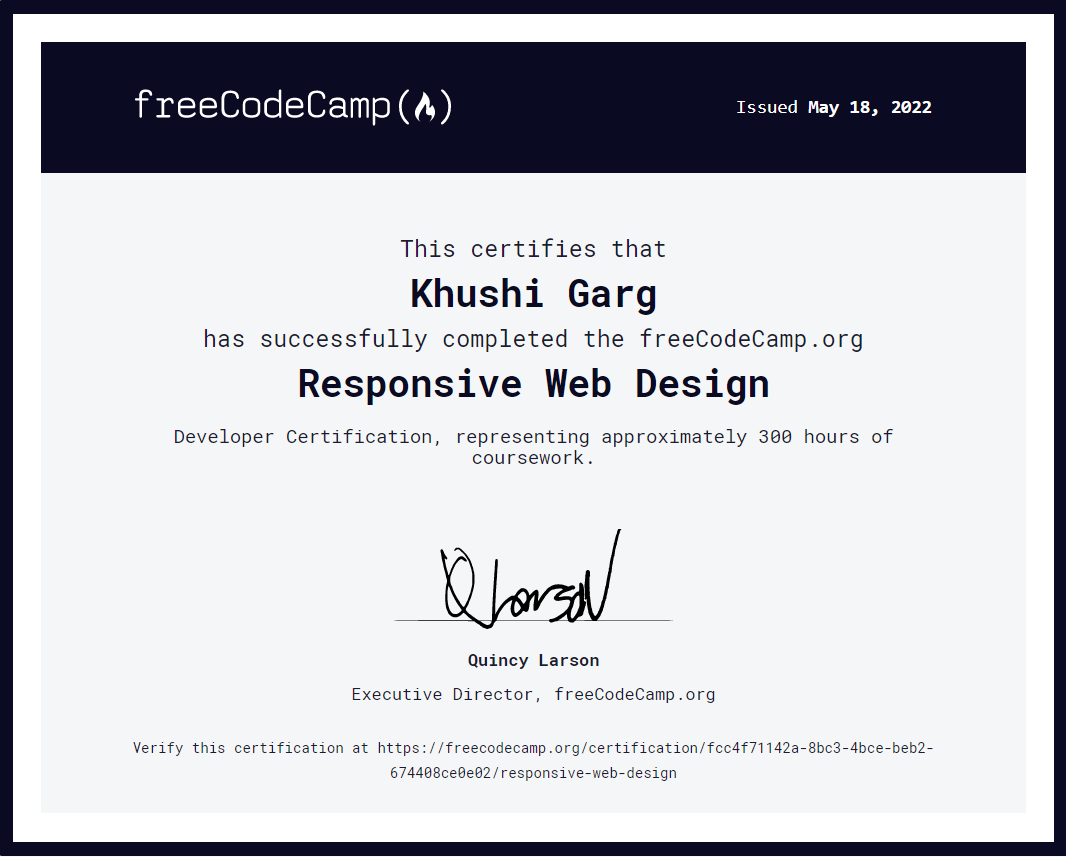 freeCodeCamp
Issued May 18, 2022
This certifies that
Khushi Garg
has successfully completed the freeCodeCamp.org
Responsive Web Design
Developer Certification, representing approximately 300 hours of
coursework.
Q Larson
Quincy Larson
Executive Director, freeCodeCamp.org
Verify this certification at https://freecodecamp.org/certification/fcc4f71142a-8bc3-4bce-beb2-
674408ce0e02/responsive-web-design